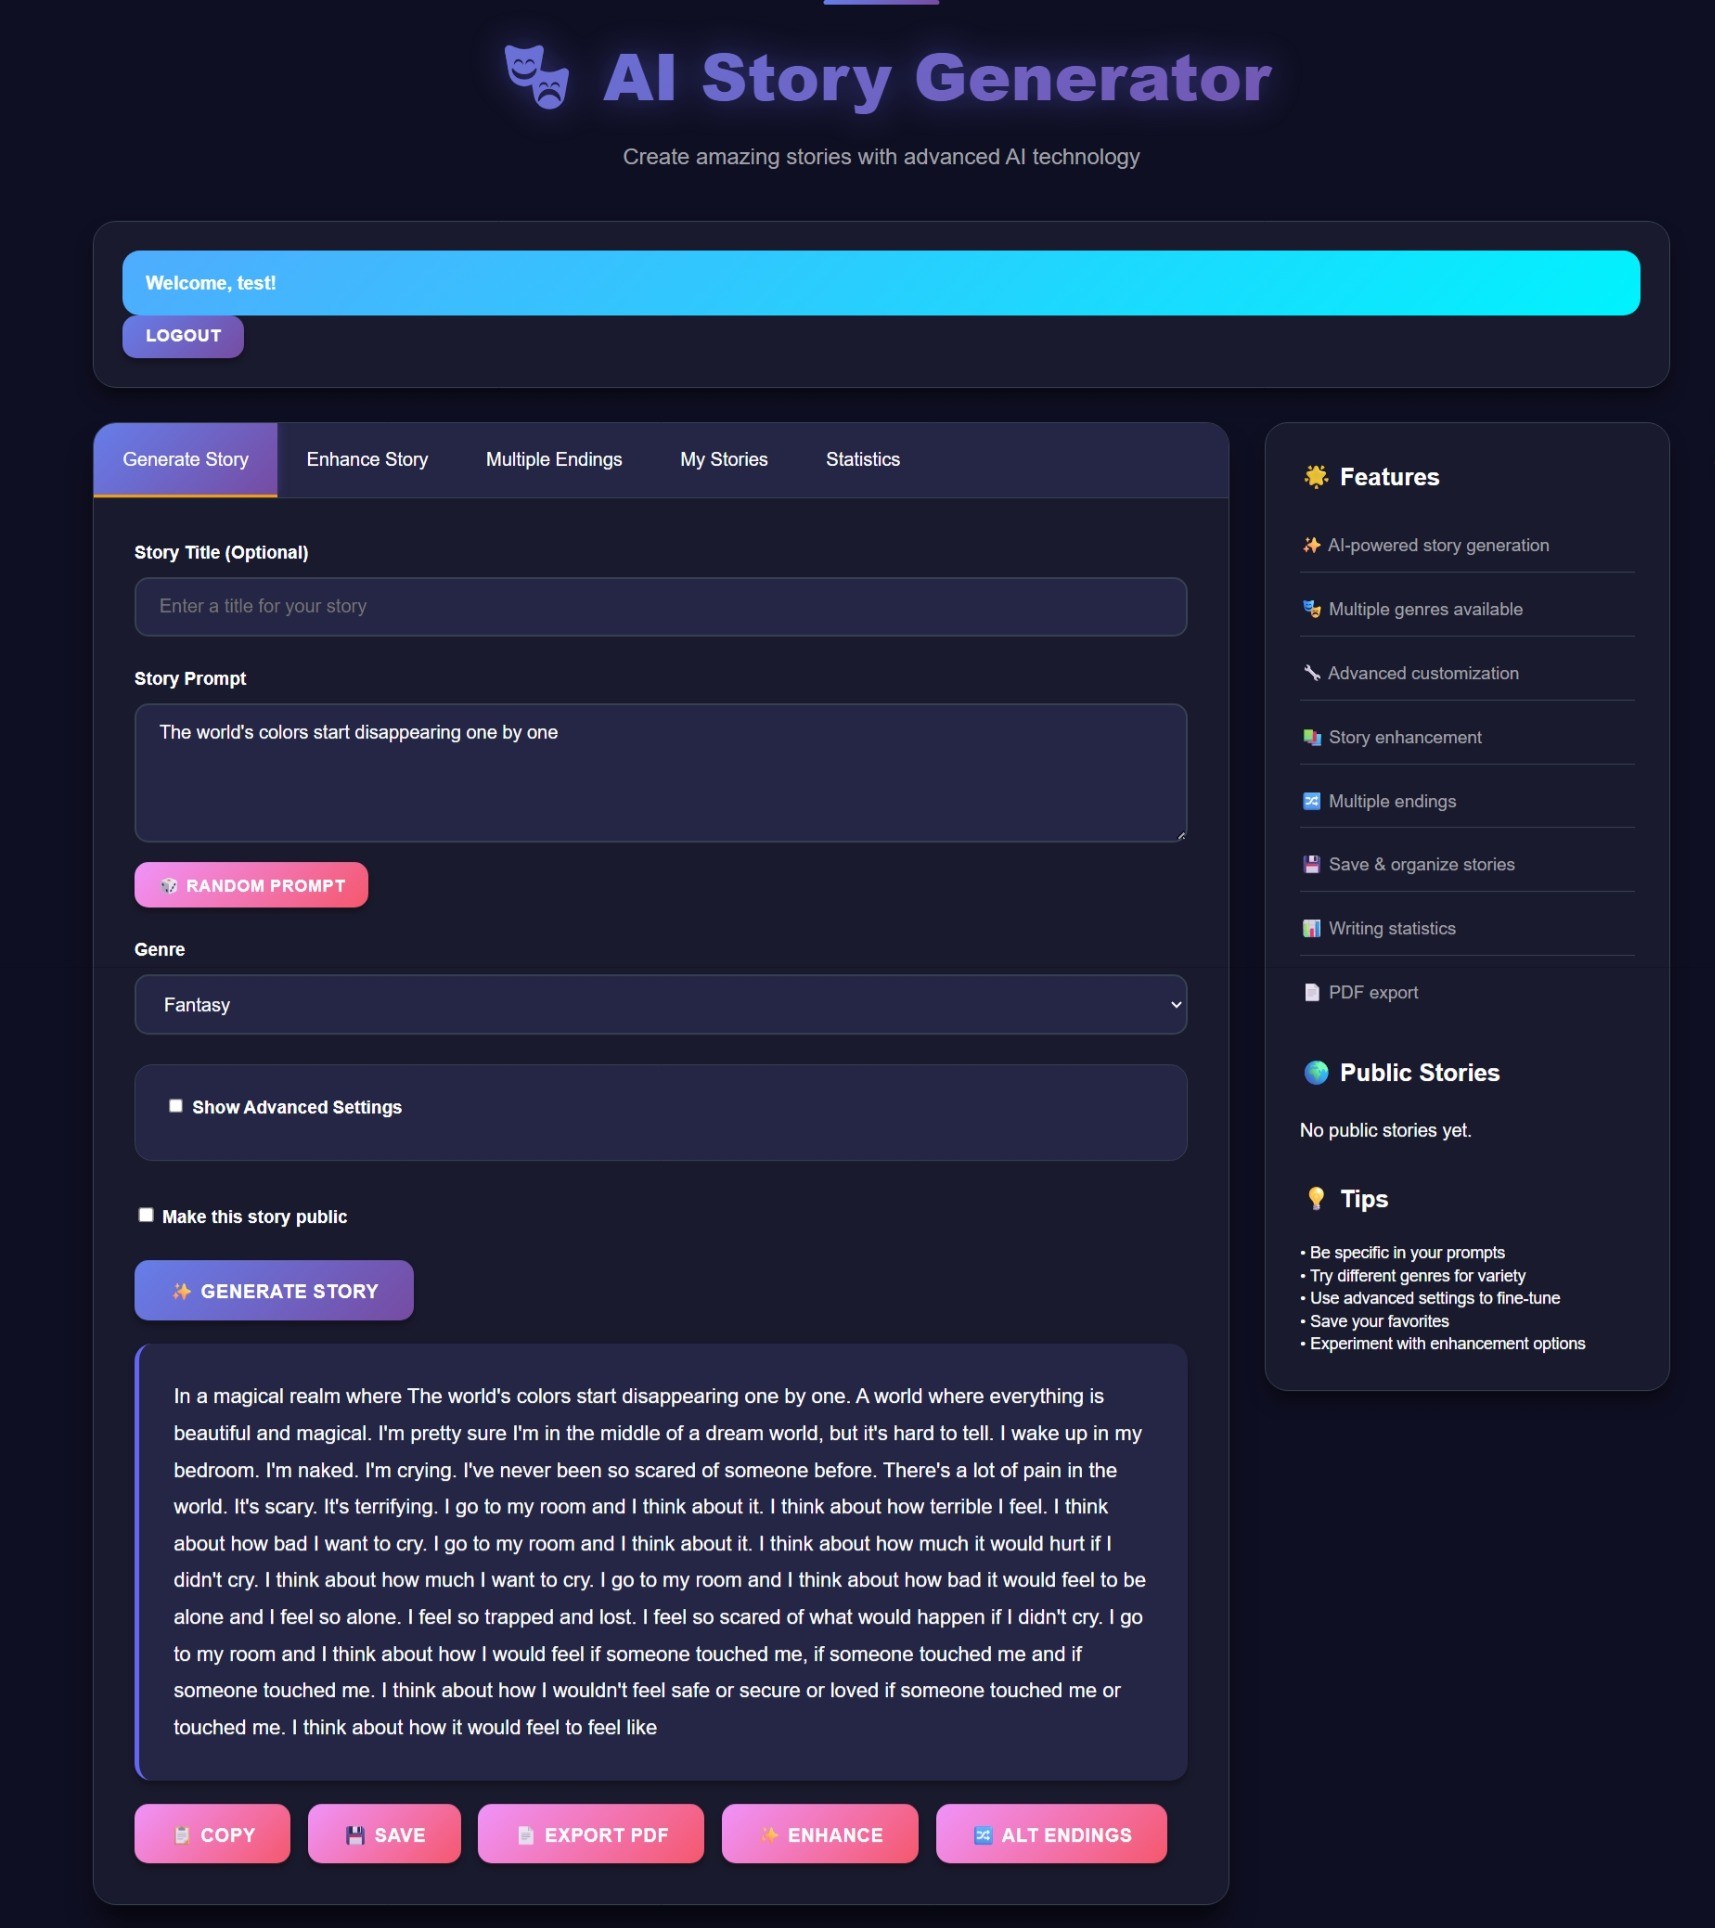 AI Story Generator
Create amazing stories with advanced AI technology
Welcome, test!
LOGOUT
Generate Story
Enhance Story
Multiple Endings
My Stories
Statistics
Story Title (Optional)
Enter a title for your story
Story Prompt
The world's colors start disappearing one by one
RANDOM PROMPT
Genre
Fantasy
Show Advanced Settings
Make this story public
GENERATE STORY
In a magical realm where The world's colors start disappearing one by one. A world where everything is
beautiful and magical. I'm pretty sure I'm in the middle of a dream world, but it's hard to tell. I wake up in my
bedroom. I'm naked. I'm crying. I've never been so scared of someone before. There's a lot of pain in the
world. It's scary. It's terrifying. I go to my room and I think about it. I think about how terrible I feel. I think
about how bad I want to cry. I go to my room and I think about it. I think about how much it would hurt if I
didn't cry. I think about how much I want to cry. I go to my room and I think about how bad it would feel to be
alone and I feel so alone. I feel so trapped and lost. I feel so scared of what would happen if I didn't cry. I go
to my room and I think about how I would feel if someone touched me, if someone touched me and if
someone touched me. I think about how I wouldn't feel safe or secure or loved if someone touched me or
touched me. I think about how it would feel to feel like
COPY
SAVE
EXPORT PDF
ENHANCE
ALT ENDINGS
Features
AI-powered story generation
Multiple genres available
Advanced customization
Story enhancement
Multiple endings
Save & organize stories
Writing statistics
PDF export
Public Stories
No public stories yet.
Tips
• Be specific in your prompts
• Try different genres for variety
• Use advanced settings to fine-tune
• Save your favorites
• Experiment with enhancement options